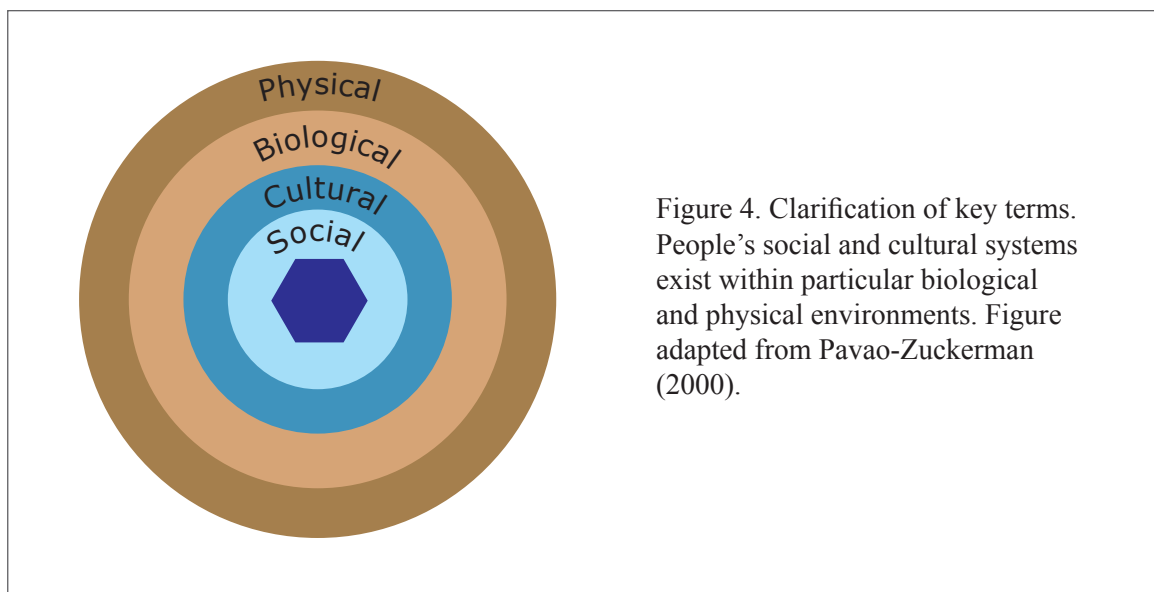 Physical
Biological
Cultural
Social
Figure 4. Clarification of key terms.
People’s social and cultural systems
exist within particular biological
and physical environments. Figure
adapted from Pavao-Zuckerman
(2000).